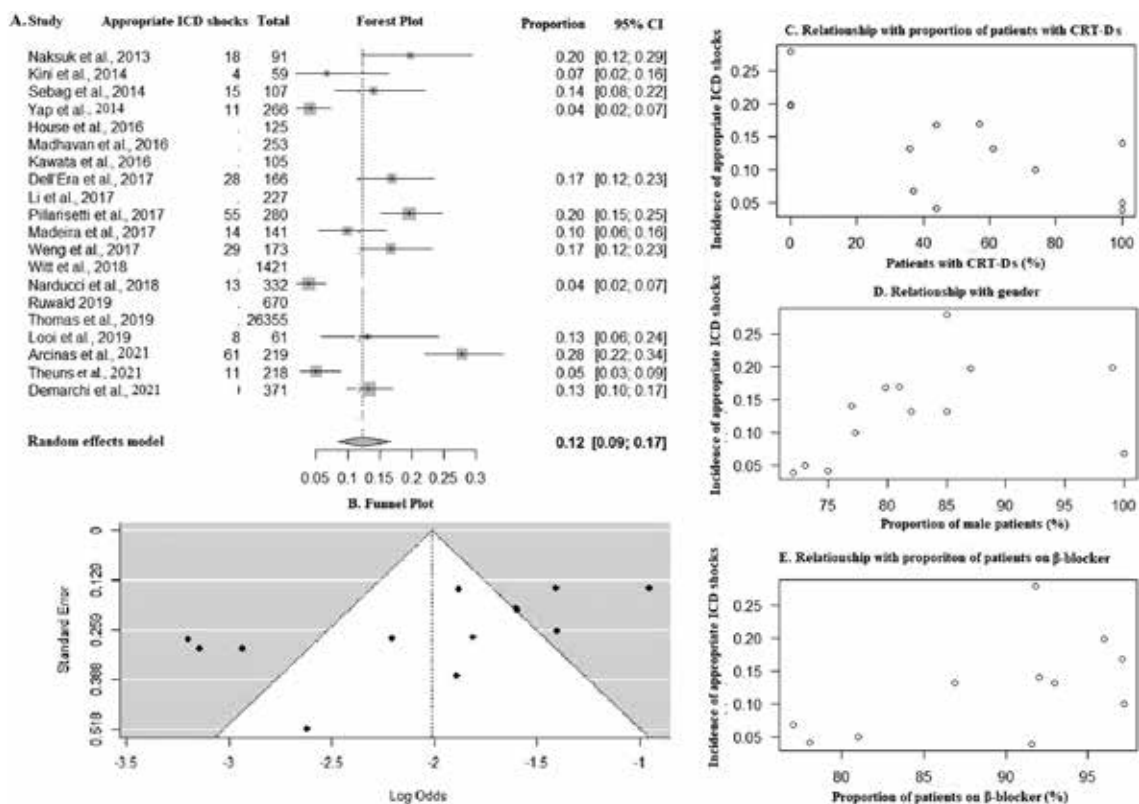 A. Study Appropriate ICD shocks Total Forest Plot Proportion 95% CI
Naksuk et al., 2013 18 91 0.20 [0.12; 0.29]
Kini et al., 2014 4 59 0.07 [0.02; 0.16]
Sebag et al., 2014 15 107 0.14 [0.08; 0.22]
Yap et al., 2014 11 266 0.04 [0.02; 0.07]
House et al., 2016 . 125
Madhavan et al., 2016 . 253
Kawata et al., 2016 . 105
Dell'Era et al., 2017 28 166 0.17 [0.12; 0.23]
Li et al., 2017 . 227
Pillarisetti et al., 2017 55 280 0.20 [0.15; 0.25]
Madeira et al., 2017 14 141 0.10 [0.06; 0.16]
Weng et al., 2017 29 173 0.17 [0.12; 0.23]
Witt et al., 2018 . 1421
Narducci et al., 2018 13 332 0.04 [0.02; 0.07]
Ruwald 2019 . 670
Thomas et al., 2019 . 26355
Looi et al., 2019 8 61 0.13 [0.06; 0.24]
Arcinas et al., 2021 61 219 0.28 [0.22; 0.34]
Theuns et al., 2021 11 218 0.05 [0.03; 0.09]
Demarchi et al., 2021 371 0.13 [0.10; 0.17]
Random effects model 0.12 [0.09; 0.17]
0.05 0.1 0.15 0.2 0.25 0.3
B. Funnel Plot
Standard Error
0
0.129
0.259
0.388
0.518
-3.5 -3 -2.5 -2 -1.5 -1
Log Odds
C. Relationship with proportion of patients with CRT-Ds
Incidence of appropriate ICD shocks
0.25
0.20
0.15
0.10
0.05
0 20 40 60 80 100
Patients with CRT-Ds (%)
D. Relationship with gender
Incidence of appropriate ICD shocks
0.25
0.20
0.15
0.10
0.05
75 80 85 90 95 100
Proportion of male patients (%)
E. Relationship with proporiton of patients on β-blocker
Incidence of appropriate ICD shocks
0.25
0.20
0.15
0.10
0.05
80 85 90 95
Proportion of patients on β-blocker (%)